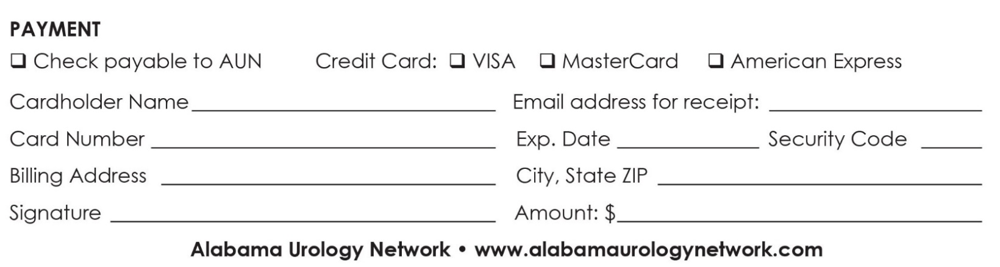 PAYMENT
❑ Check payable to AUN Credit Card: ❑ VISA ❑ MasterCard ❑ American Express
Cardholder Name Email address for receipt:
Card Number Exp. Date Security Code
Billing Address City, State ZIP
Signature Amount: $
Alabama Urology Network • www.alabamaurologynetwork.com